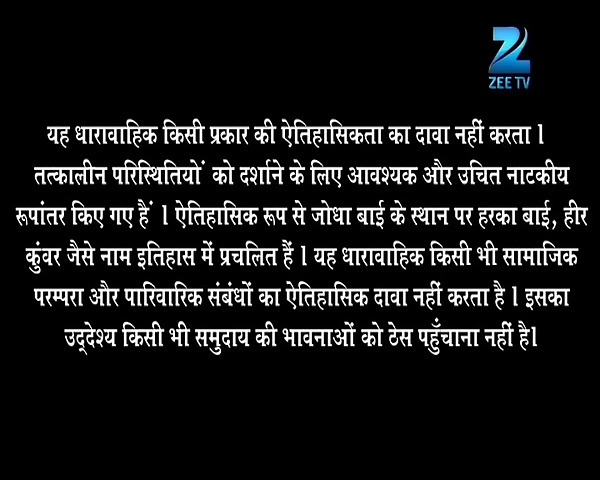 ZEE TV
यह धारावाहिक किसी प्रकार की ऐतिहासिकता का दावा नहीं करता l
तत्कालीन परिस्थितियों को दर्शाने के लिए आवश्यक और उचित नाटकीय
रूपांतर किए गए हैं l ऐतिहासिक रूप से जोधा बाई के स्थान पर हरका बाई, हीर
कुंवर जैसे नाम इतिहास में प्रचलित हैं l यह धारावाहिक किसी भी सामाजिक
परम्परा और पारिवारिक संबंधों का ऐतिहासिक दावा नहीं करता है l इसका
उद्देश्य किसी भी समुदाय की भावनाओं को ठेस पहुँचाना नहीं है।